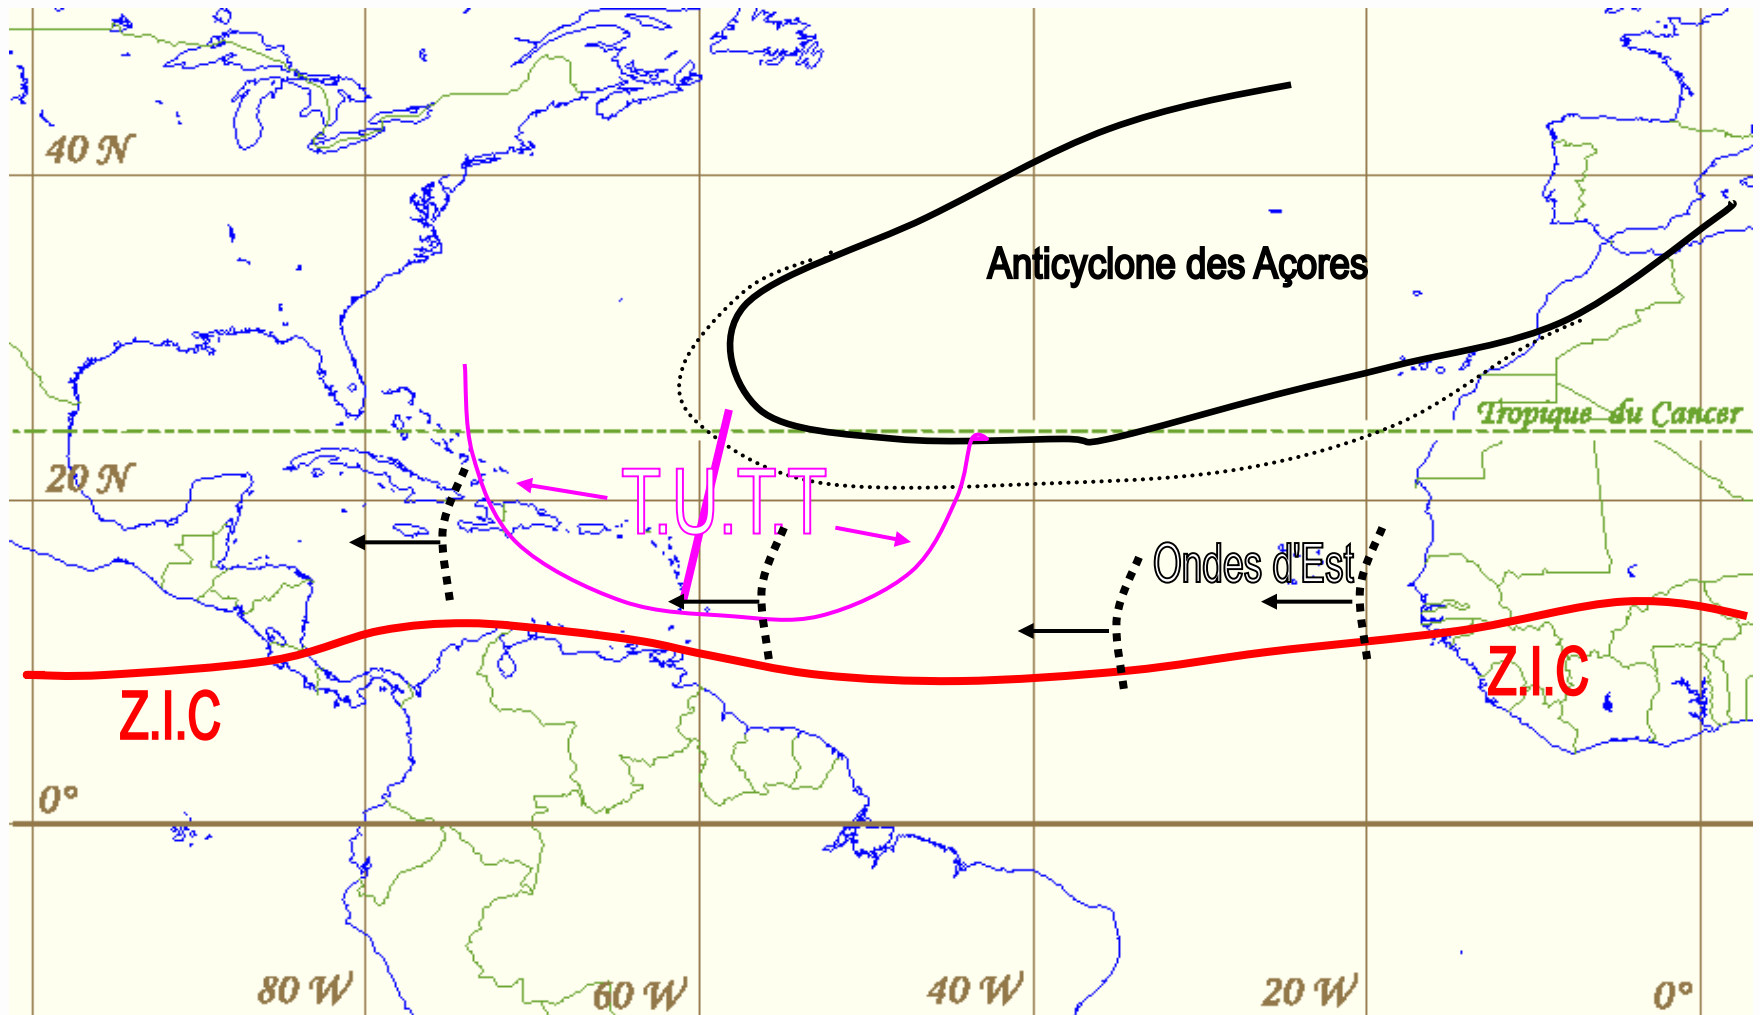 40 N
Anticyclone des Açores
Tropique du Cancer
20 N
T.U.T.T
Ondes d'Est
Z.I.C
Z.I.C
0°
80 W
60 W
40 W
20 W
0°